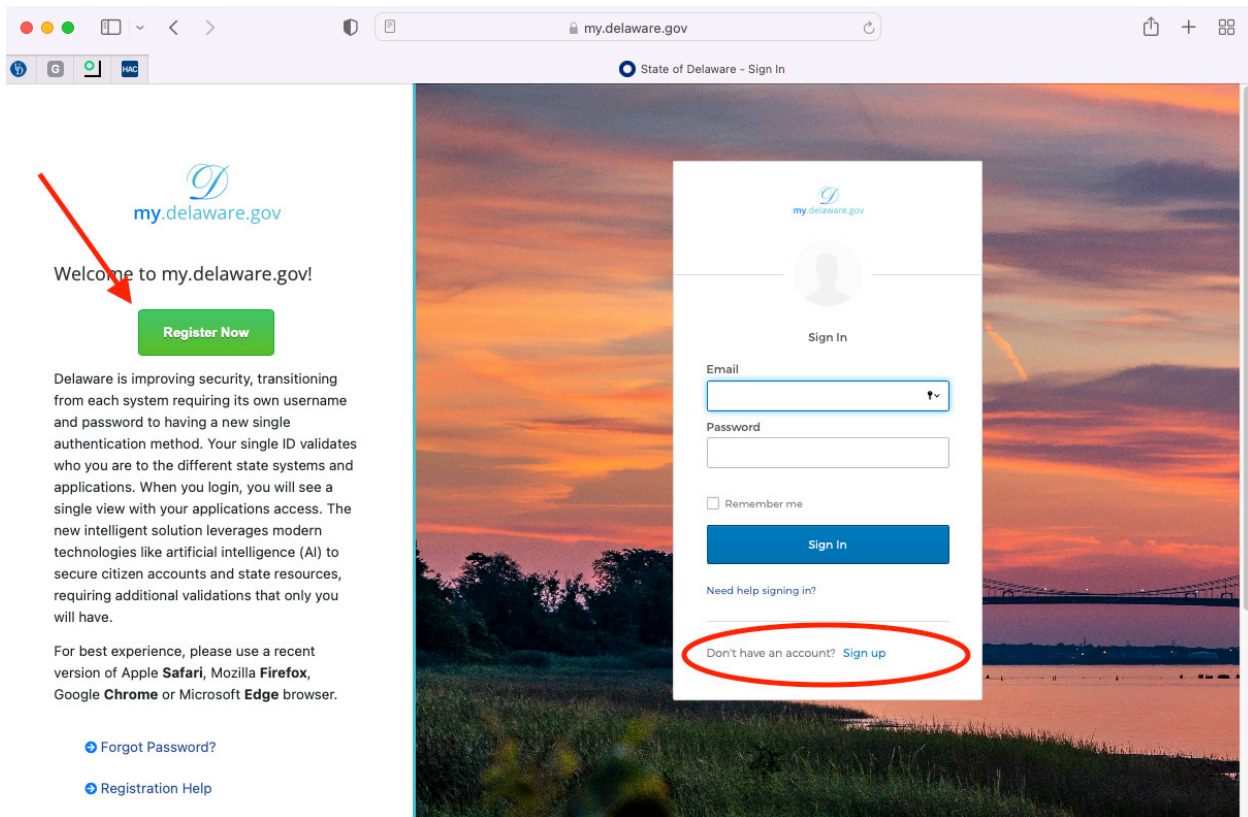 my.delaware.gov
G
HAC
State of Delaware - Sign In
my.delaware.gov
Welcome to my.delaware.gov!
Register Now
Delaware is improving security, transitioning
from each system requiring its own username
and password to having a new single
authentication method. Your single ID validates
who you are to the different state systems and
applications. When you login, you will see a
single view with your applications access. The
new intelligent solution leverages modern
technologies like artificial intelligence (AI) to
secure citizen accounts and state resources,
requiring additional validations that only you
will have.
For best experience, please use a recent
version of Apple Safari, Mozilla Firefox,
Google Chrome or Microsoft Edge browser.
Forgot Password?
Registration Help
D
my.delaware.gov
Sign In
Email
Password
Remember me
Sign In
Need help signing in?
Don't have an account? Sign up